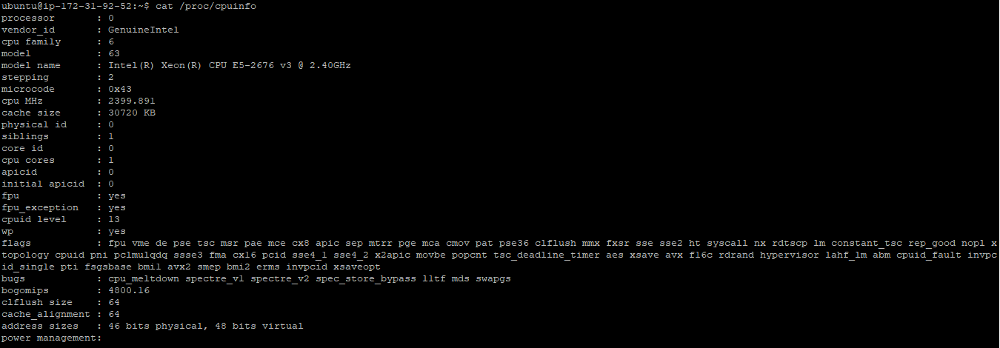 ubuntu@ip-172-31-92-52:~$ cat /proc/cpuinfo
processor       : 0
vendor_id       : GenuineIntel
cpu family      : 6
model           : 63
model name      : Intel(R) Xeon(R) CPU E5-2676 v3 @ 2.40GHz
stepping        : 2
microcode       : 0x43
cpu MHz         : 2399.891
cache size      : 30720 KB
physical id     : 0
siblings        : 1
core id         : 0
cpu cores       : 1
apicid          : 0
initial apicid  : 0
fpu             : yes
fpu_exception   : yes
cpuid level     : 13
wp              : yes
flags           : fpu vme de pse tsc msr pae mce cx8 apic sep mtrr pge mca cmov pat pse36 clflush mmx fxsr sse sse2 ht syscall nx rdtscp lm constant_tsc rep_good nopl x
topology cpuid pni pclmulqdq ssse3 fma cx16 pcid sse4_1 sse4_2 x2apic movbe popcnt tsc_deadline_timer aes xsave avx f16c rdrand hypervisor lahf_lm abm cpuid_fault invpc
id_single pti fsgsbase bmi1 avx2 smep bmi2 erms invpcid xsaveopt
bugs            : cpu_meltdown spectre_v1 spectre_v2 spec_store_bypass l1tf mds swapgs
bogomips        : 4800.16
clflush size    : 64
cache_alignment : 64
address sizes   : 46 bits physical, 48 bits virtual
power management: